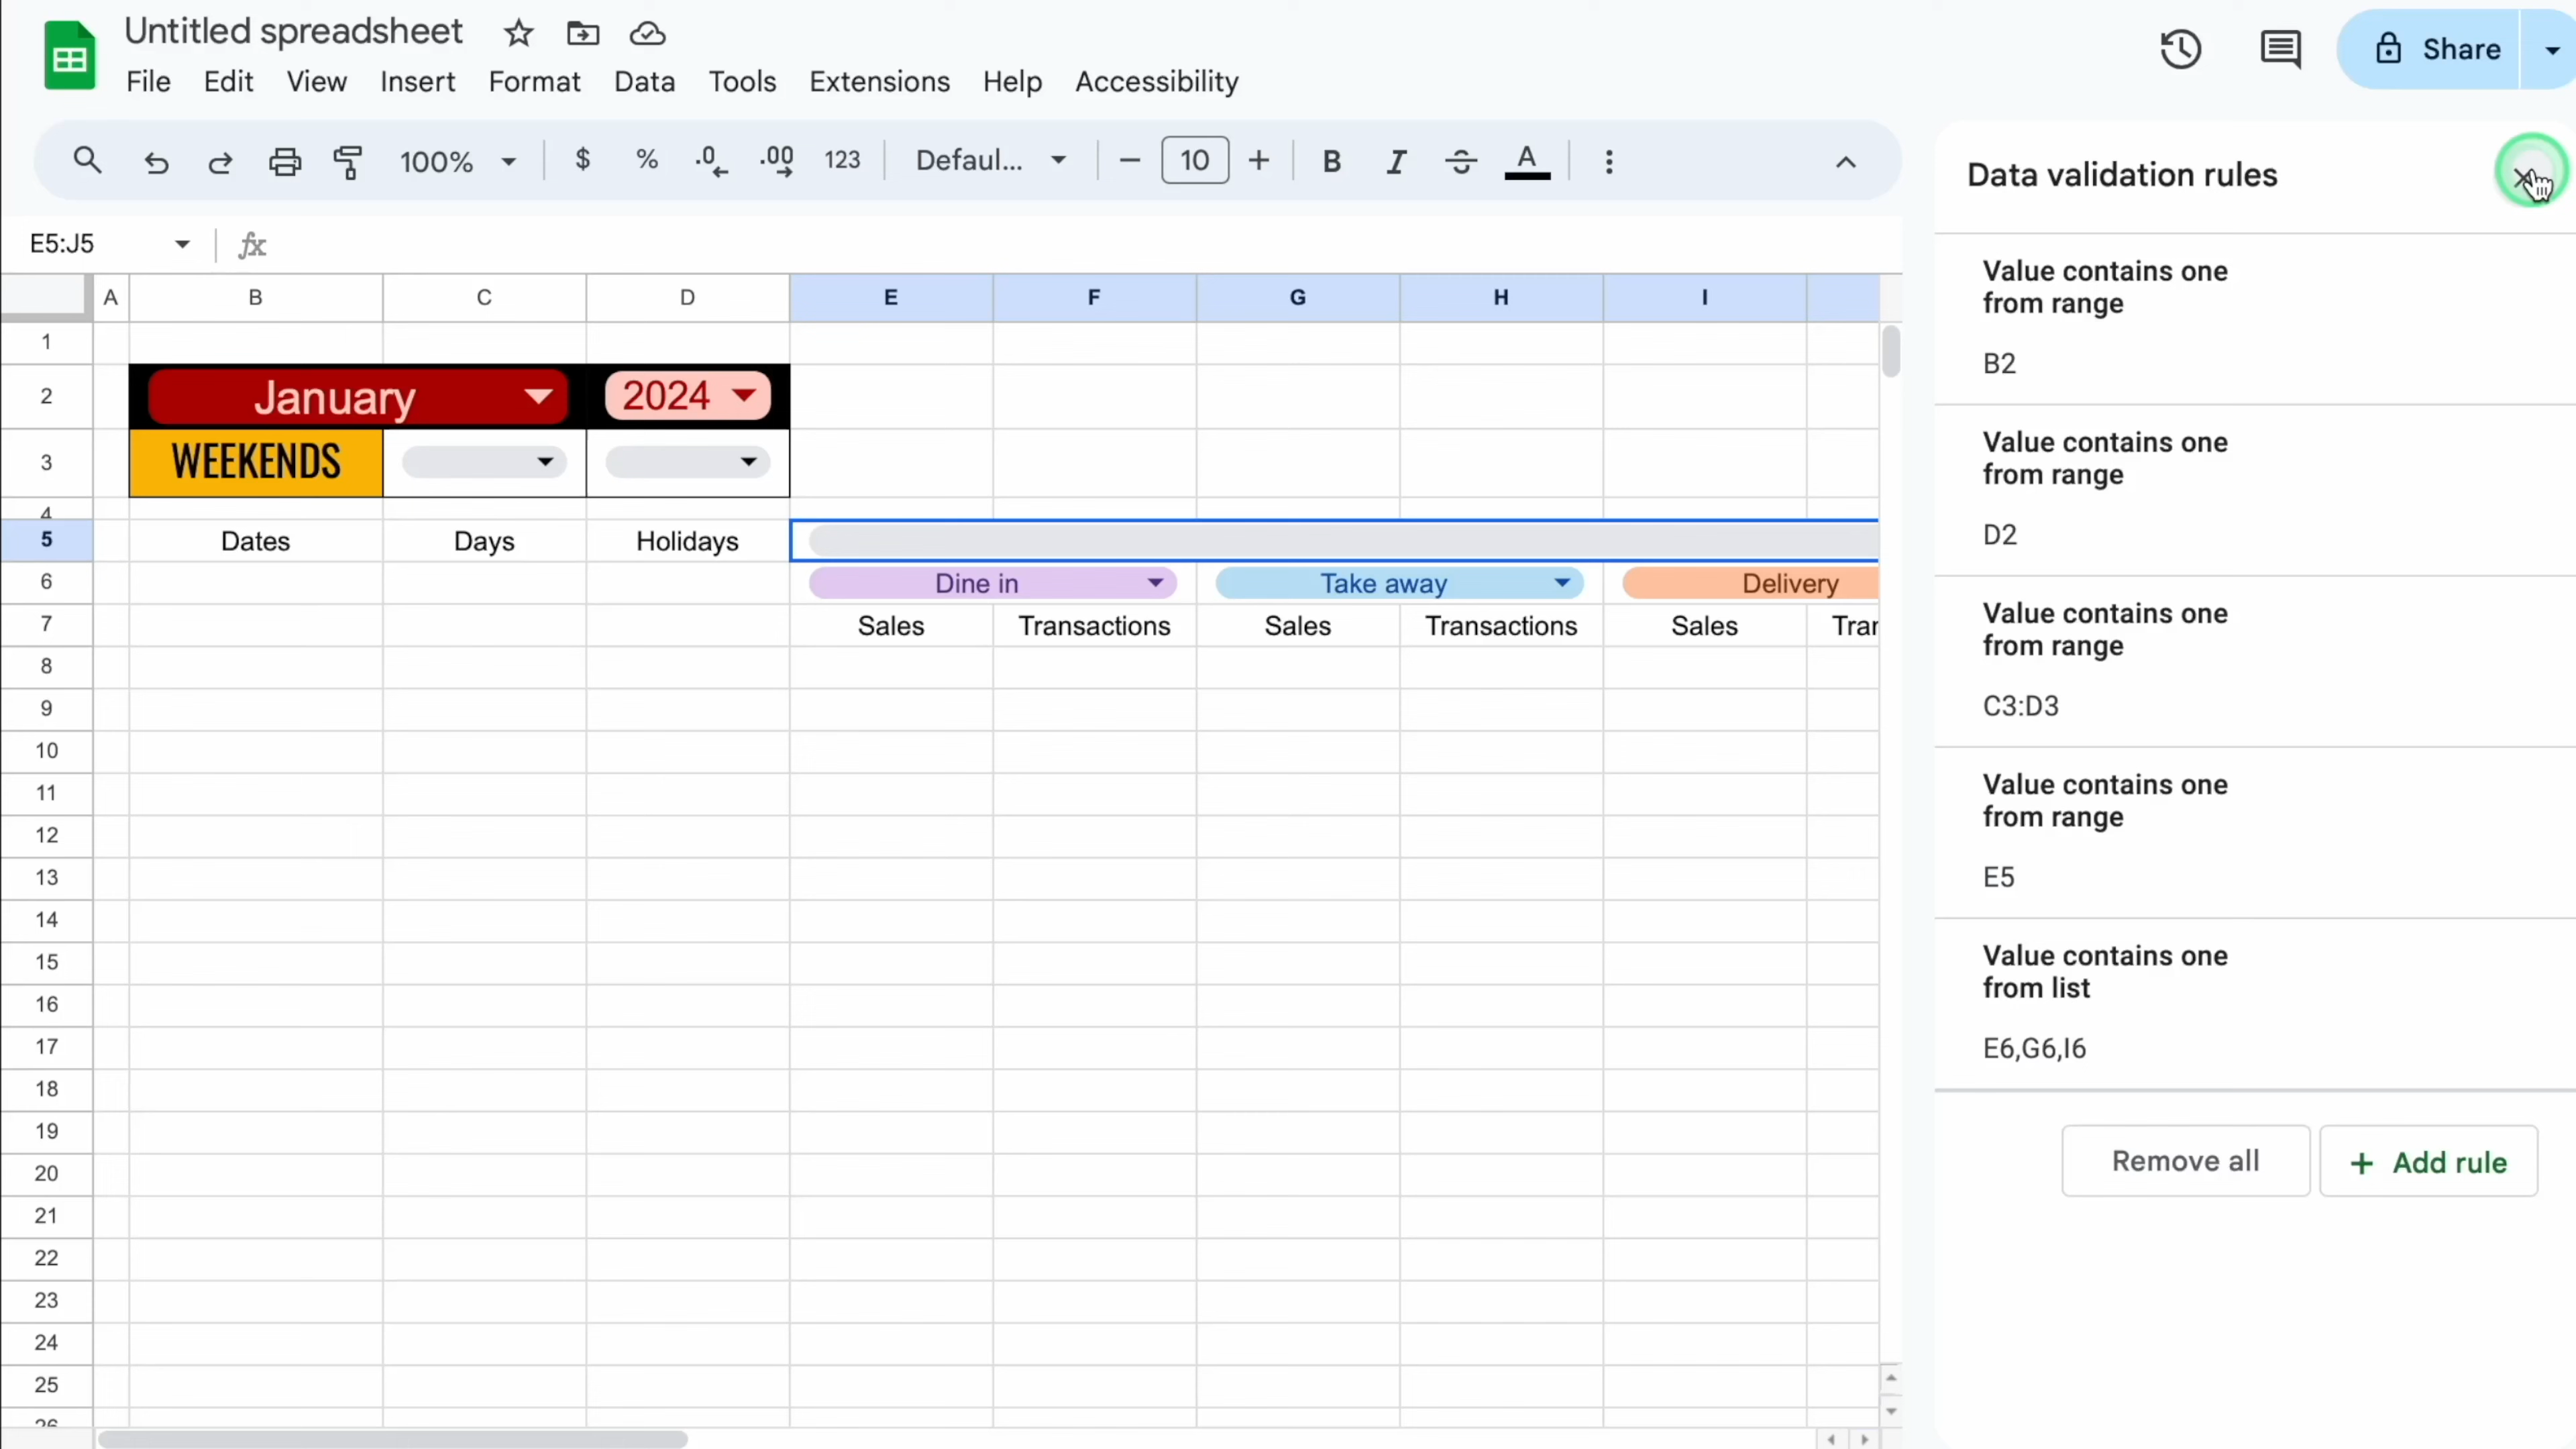 Untitled spreadsheet
File Edit View Insert Format Data Tools Extensions Help Accessibility
Share
100% $ % .0 .00 123 Defaul... − 10 + B I S A
Data validation rules
E5:J5 fx
A B C D E F G H I
1
2 January 2024
3 WEEKENDS
4
5 Dates Days Holidays
6 Dine in Take away Delivery
7 Sales Transactions Sales Transactions Sales Tran
8
9
10
11
12
13
14
15
16
17
18
19
20
21
22
23
24
25
26
Value contains one
from range
B2
Value contains one
from range
D2
Value contains one
from range
C3:D3
Value contains one
from range
E5
Value contains one
from list
E6,G6,I6
Remove all + Add rule